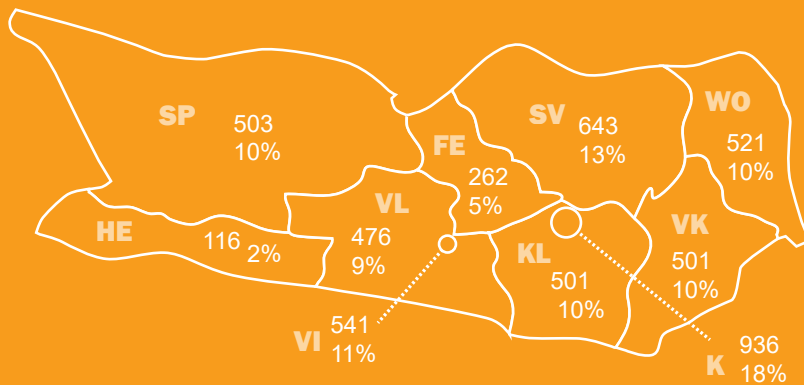 SP
503
10%
HE
116 2%
VL
476
9%
FE
262
5%
SV
643
13%
WO
521
10%
VK
501
10%
KL
501
10%
VI
541
11%
K
936
18%